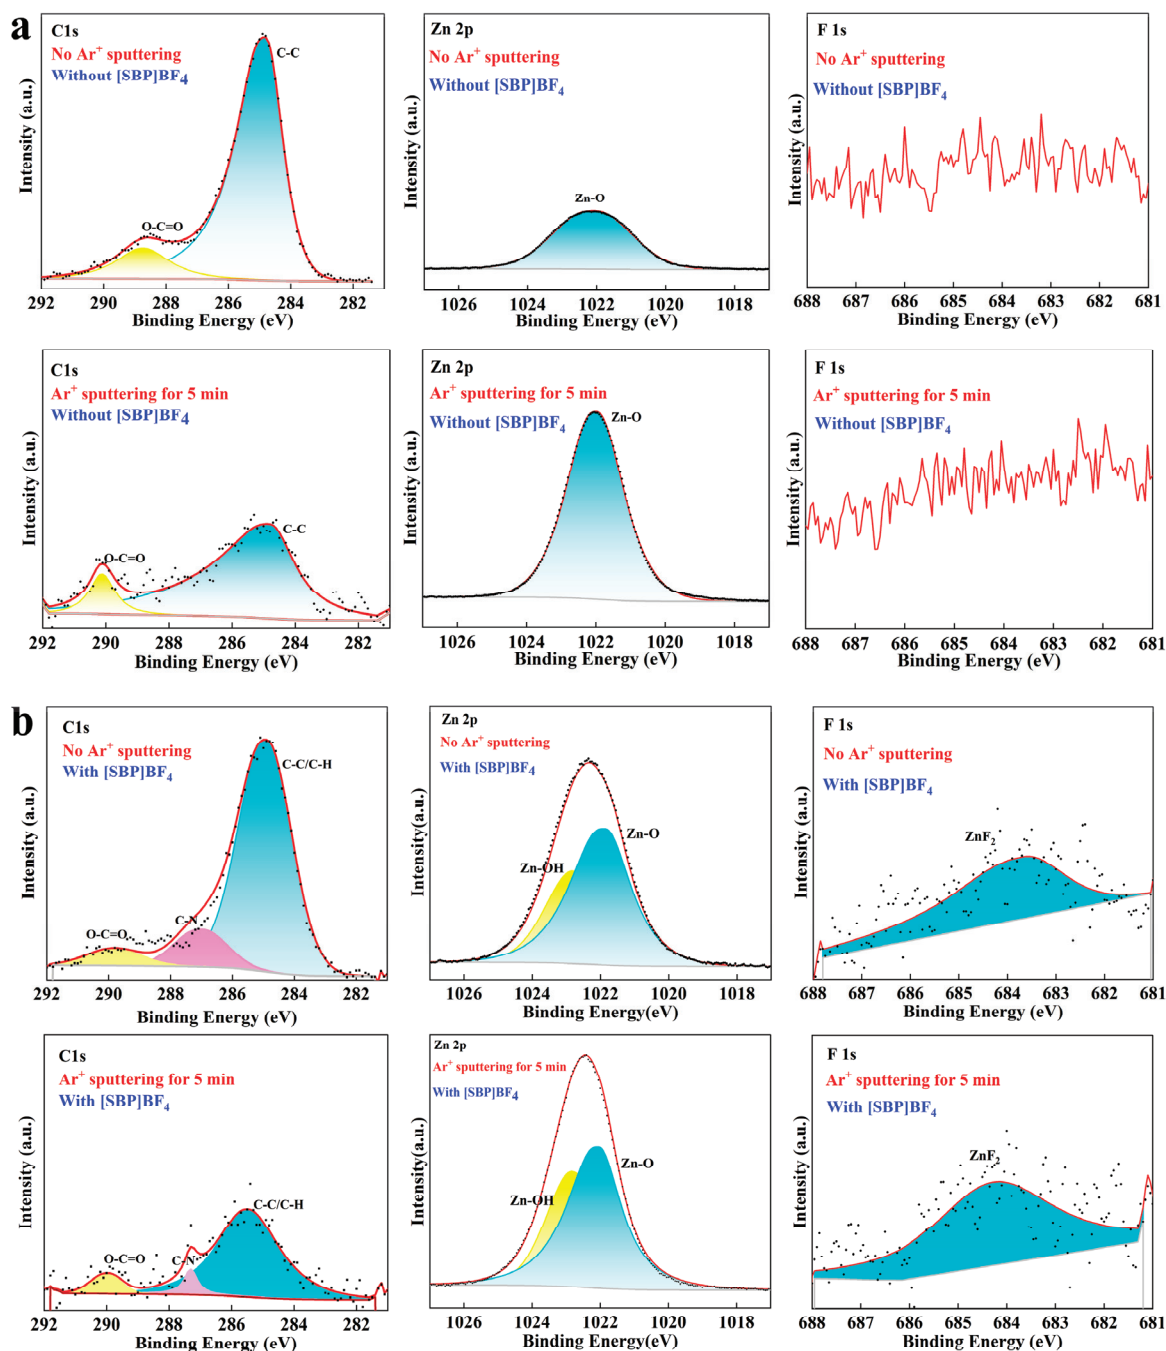 a
C1s
No Ar⁺ sputtering
Without [SBP]BF₄
C-C
O-C=O
Intensity (a.u.)
292 290 288 286 284 282
Binding Energy (eV)
Zn 2p
No Ar⁺ sputtering
Without [SBP]BF₄
Zn-O
Intensity (a.u.)
1026 1024 1022 1020 1018
Binding Energy (eV)
F 1s
No Ar⁺ sputtering
Without [SBP]BF₄
Intensity (a.u.)
688 687 686 685 684 683 682 681
Binding Energy (eV)
C1s
Ar⁺ sputtering for 5 min
Without [SBP]BF₄
O-C=O
C-C
Intensity (a.u.)
292 290 288 286 284 282
Binding Energy (eV)
Zn 2p
Ar⁺ sputtering for 5 min
Without [SBP]BF₄
Zn-O
Intensity (a.u.)
1026 1024 1022 1020 1018
Binding Energy (eV)
F 1s
Ar⁺ sputtering for 5 min
Without [SBP]BF₄
Intensity (a.u.)
688 687 686 685 684 683 682 681
Binding Energy (eV)
b
C1s
No Ar⁺ sputtering
With [SBP]BF₄
C-C/C-H
C-N
O-C=O
Intensity (a.u.)
292 290 288 286 284 282
Binding Energy (eV)
Zn 2p
No Ar⁺ sputtering
With [SBP]BF₄
Zn-O
Zn-OH
Intensity(a.u.)
1026 1024 1022 1020 1018
Binding Energy(eV)
F 1s
No Ar⁺ sputtering
With [SBP]BF₄
ZnF₂
Intensity (a.u.)
688 687 686 685 684 683 682 681
Binding Energy (eV)
C1s
Ar⁺ sputtering for 5 min
With [SBP]BF₄
C-C/C-H
O-C=O
C-N
Intensity (a.u.)
292 290 288 286 284 282
Binding Energy (eV)
Zn 2p
Ar⁺ sputtering for 5 min
With [SBP]BF₄
Zn-O
Zn-OH
Intensity(a.u.)
1026 1024 1022 1020 1018
Binding Energy(eV)
F 1s
Ar⁺ sputtering for 5 min
With [SBP]BF₄
ZnF₂
Intensity (a.u.)
688 687 686 685 684 683 682 681
Binding Energy (eV)